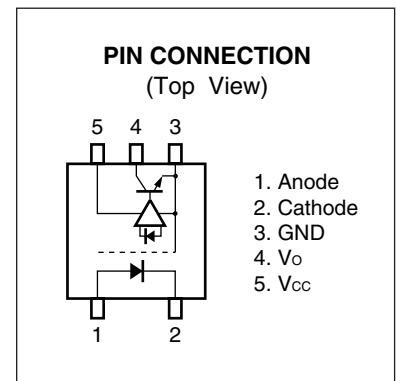 PIN CONNECTION
(Top View)
5 4 3
1. Anode
2. Cathode
3. GND
4. Vo
5. Vcc
1 2